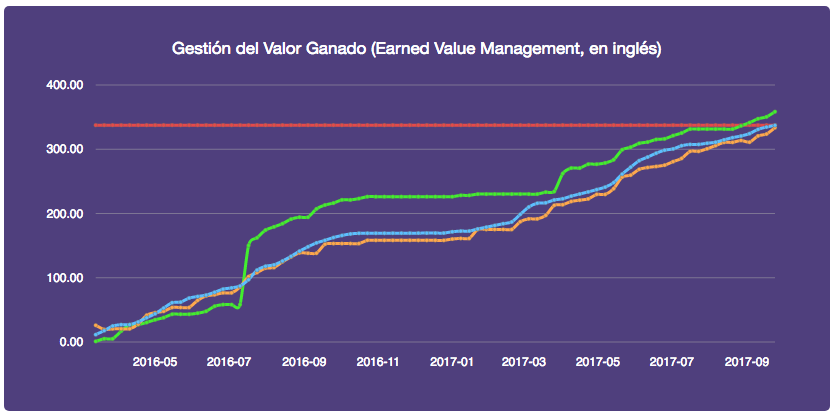 Gestión del Valor Ganado (Earned Value Management, en inglés)
400.00
300.00
200.00
100.00
0.00
2016-05 2016-07 2016-09 2016-11 2017-01 2017-03 2017-05 2017-07 2017-09